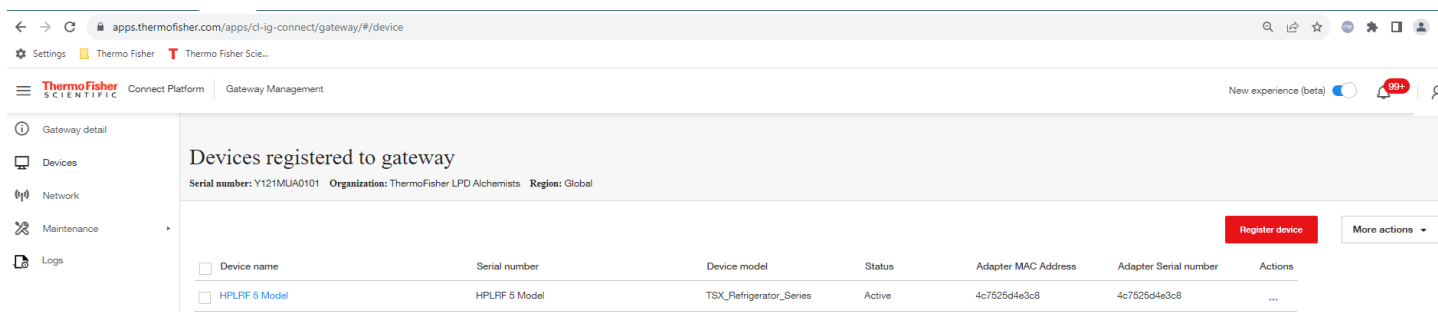 apps.thermofisher.com/apps/cl-ig-connect/gateway/#/device
Settings Thermo Fisher T Thermo Fisher Scie...
ThermoFisher SCIENTIFIC Connect Platform Gateway Management New experience (beta) 99+
Gateway detail
Devices
Network
Maintenance
Logs
Devices registered to gateway
Serial number: Y121MUA0101 Organization: ThermoFisher LPD Alchemists Region: Global
Register device More actions
Device name Serial number Device model Status Adapter MAC Address Adapter Serial number Actions
HPLRF 5 Model HPLRF 5 Model TSX_Refrigerator_Series Active 4c7525d4e3c8 4c7525d4e3c8 ...